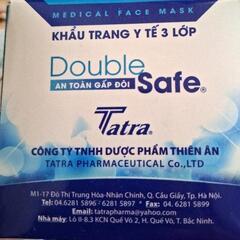 MEDICAL FACE MASK
KHẨU TRANG Y TẾ 3 LỚP
Double
AN TOÀN GẤP ĐÔI
Safe®
Tatra®
CÔNG TY TNHH DƯỢC PHẨM THIÊN ÂN
TATRA PHARMACEUTICAL Co.,LTD
M1-17 Đô Thị Trung Hòa-Nhân Chính, Q. Cầu Giấy, Tp. Hà Nội.
Tel: 04.6281 5896 - 6281 5897 * Fax: 04.6281 5899
Email: tatrapharma@yahoo.com
Nhà máy: Lô II-8.3 KCN Quế Võ 2, H. Quế Võ, T. Bắc Ninh.